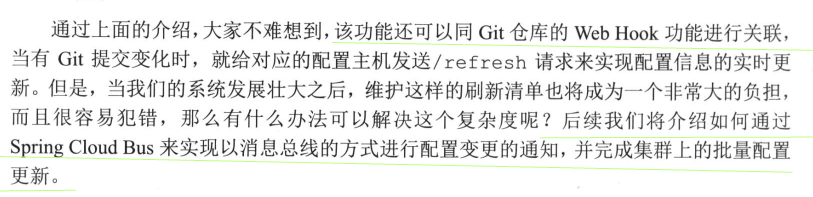 通过上面的介绍,大家不难想到,该功能还可以同 Git 仓库的 Web Hook 功能进行关联,
当有 Git 提交变化时，就给对应的配置主机发送/refresh 请求来实现配置信息的实时更
新。但是，当我们的系统发展壮大之后，维护这样的刷新清单也将成为一个非常大的负担，
而且很容易犯错，那么有什么办法可以解决这个复杂度呢？后续我们将介绍如何通过
Spring Cloud Bus 来实现以消息总线的方式进行配置变更的通知，并完成集群上的批量配置
更新。